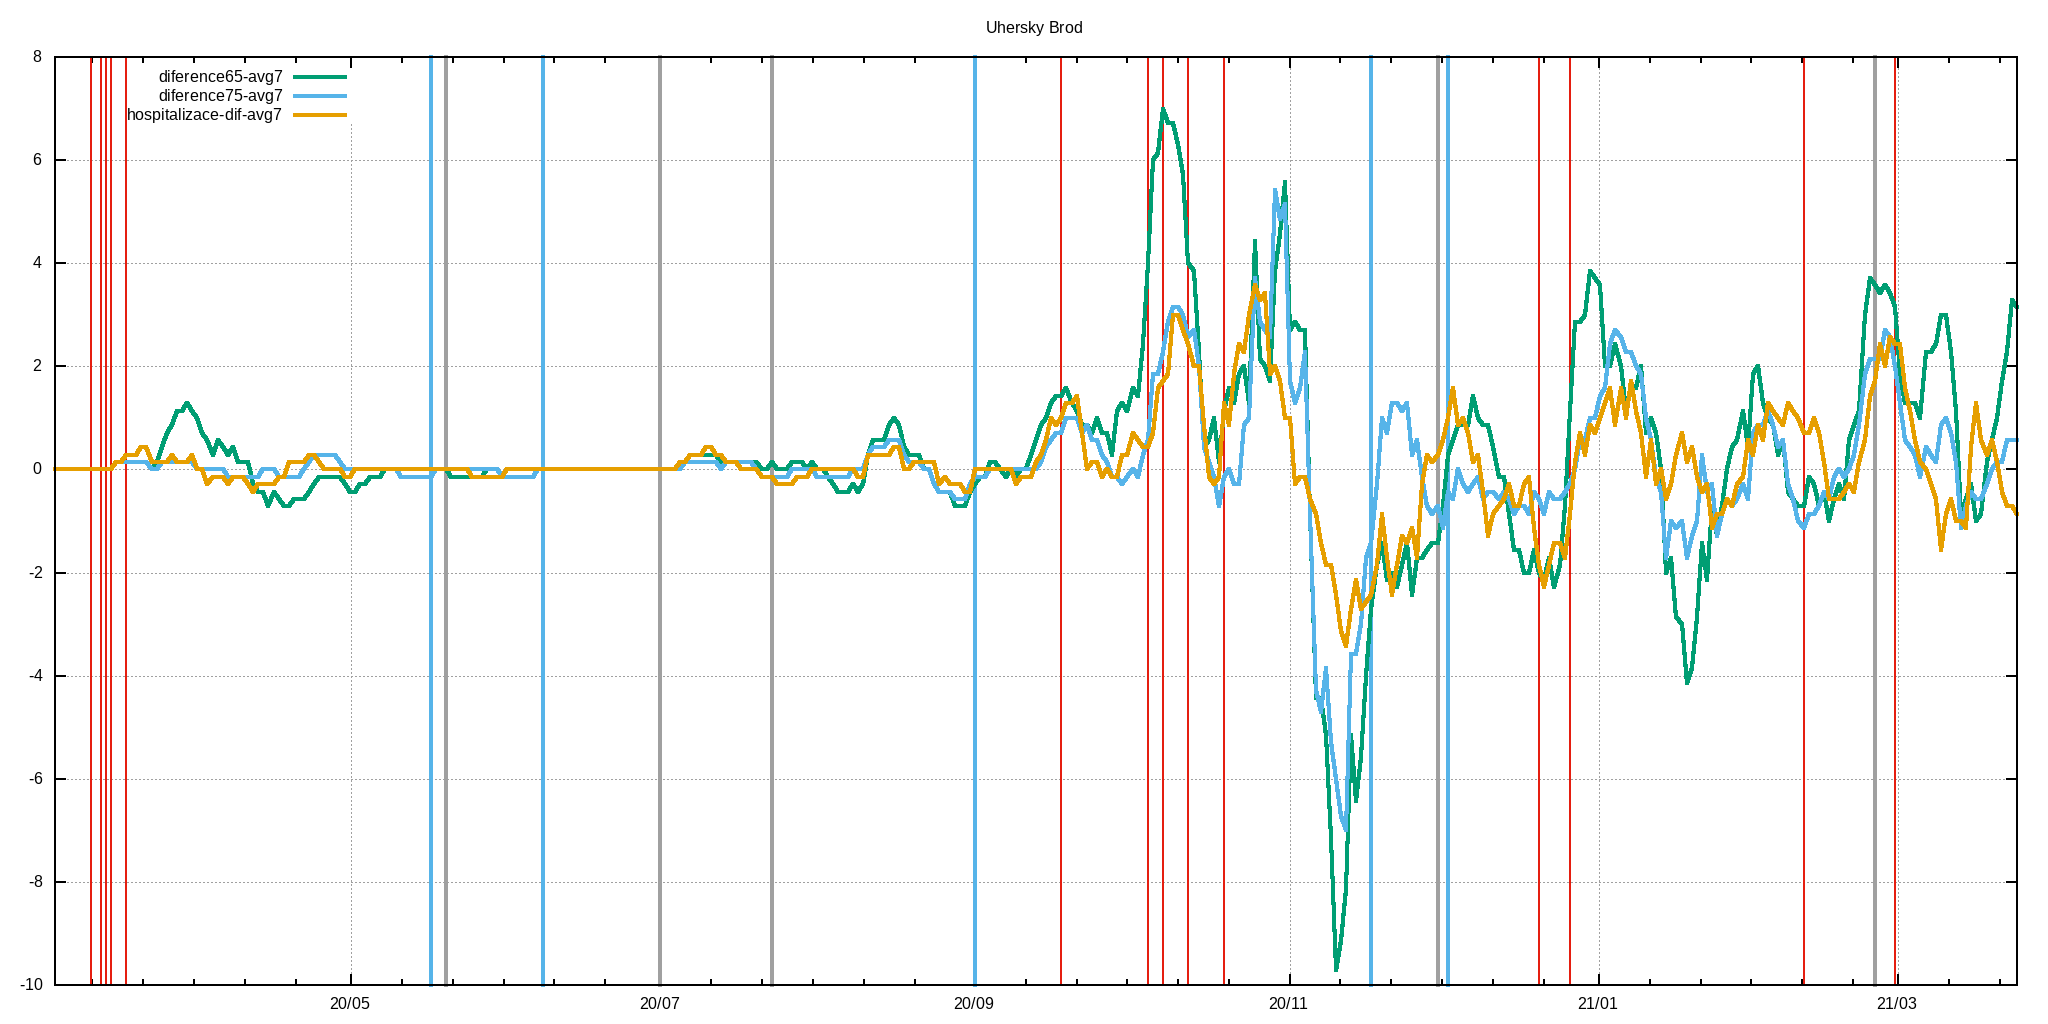 Uhersky Brod
8
diference65-avg7
diference75-avg7
hospitalizace-dif-avg7
6
4
2
0
-2
-4
-6
-8
-10
20/05 20/07 20/09 20/11 21/01 21/03